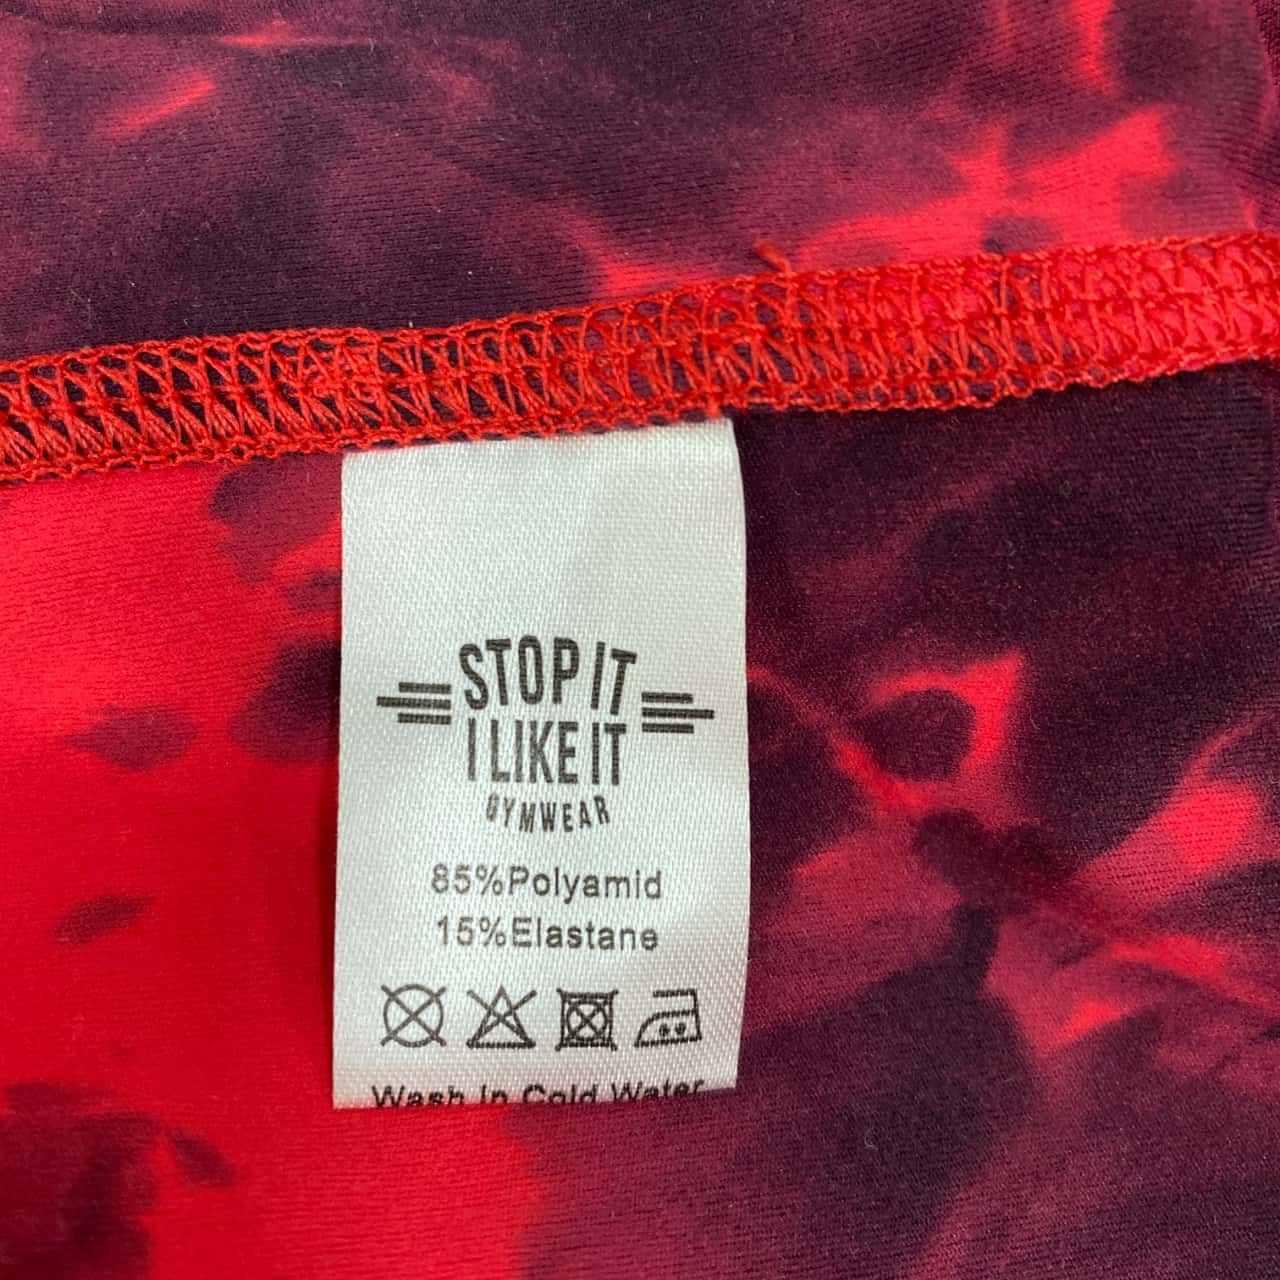 STOP IT
I LIKE IT
GYMWEAR
85%Polyamid
15%Elastane
Wash in Cold Water